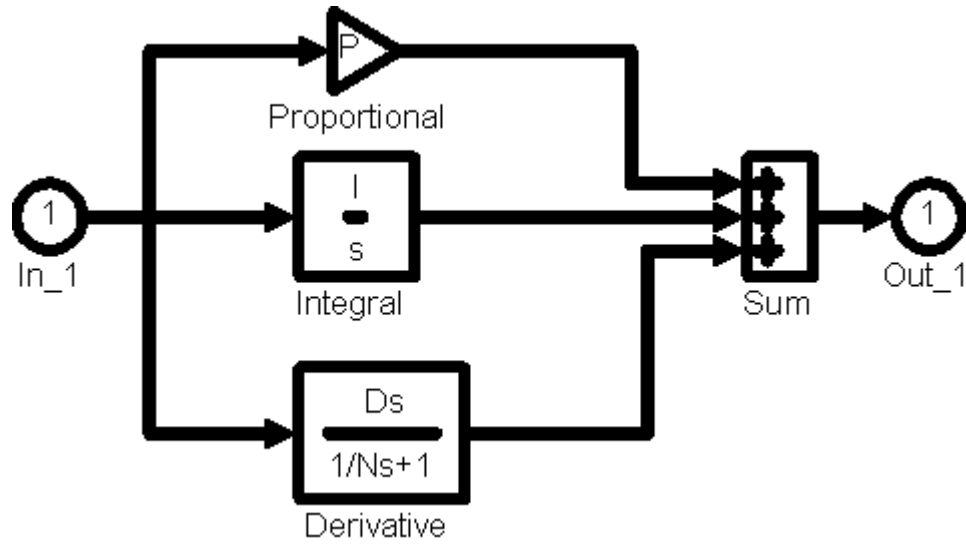 P
Proportional
1
In_1
I
s
Integral
Sum
1
Out_1
Ds
1/Ns+1
Derivative